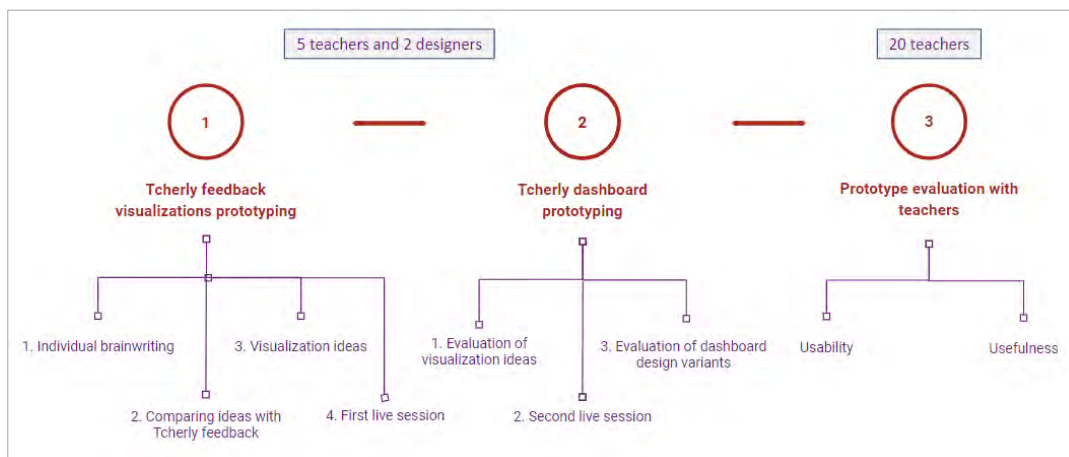 5 teachers and 2 designers
20 teachers
1
2
3
Tcherly feedback
visualizations prototyping
Tcherly dashboard
prototyping
Prototype evaluation with
teachers
1. Individual brainwriting
2. Comparing ideas with
Tcherly feedback
3. Visualization ideas
4. First live session
1. Evaluation of
visualization ideas
2. Second live session
3. Evaluation of dashboard
design variants
Usability
Usefulness